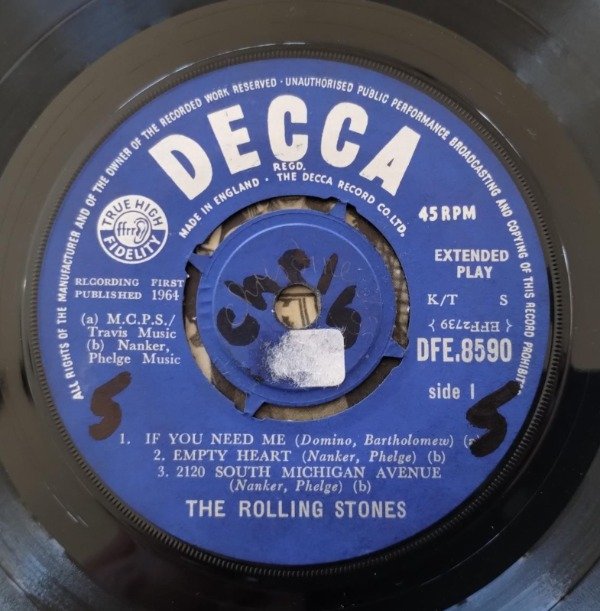 ALL RIGHTS OF THE MANUFACTURER AND OF THE OWNER OF THE RECORDED WORK RESERVED · UNAUTHORISED PUBLIC PERFORMANCE BROADCASTING AND COPYING OF THIS RECORD PROHIBIT
DECCA
REGD.
MADE IN ENGLAND · THE DECCA RECORD CO. LTD.
TRUE HIGH
ffrr
FIDELITY
45 RPM
EXTENDED
PLAY
RECORDING FIRST
PUBLISHED 1964
K/T S
(a) M.C.P.S./
Travis Music
(b) Nanker,
Phelge Music
{ EFF2739 }
DFE.8590
side 1
5
5
1. IF YOU NEED ME (Domino, Bartholomew)
2. EMPTY HEART (Nanker, Phelge) (b)
3. 2120 SOUTH MICHIGAN AVENUE
(Nanker, Phelge) (b)
THE ROLLING STONES